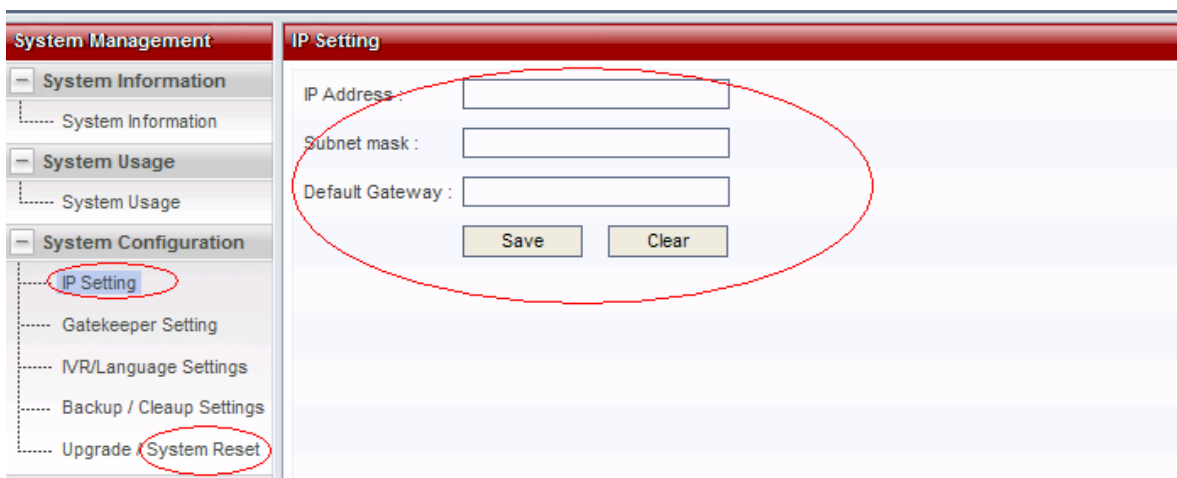 System Management
System Information
System Information
System Usage
System Usage
System Configuration
IP Setting
Gatekeeper Setting
IVR/Language Settings
Backup / Cleaup Settings
Upgrade / System Reset
IP Setting
IP Address :
Subnet mask :
Default Gateway :
Save Clear